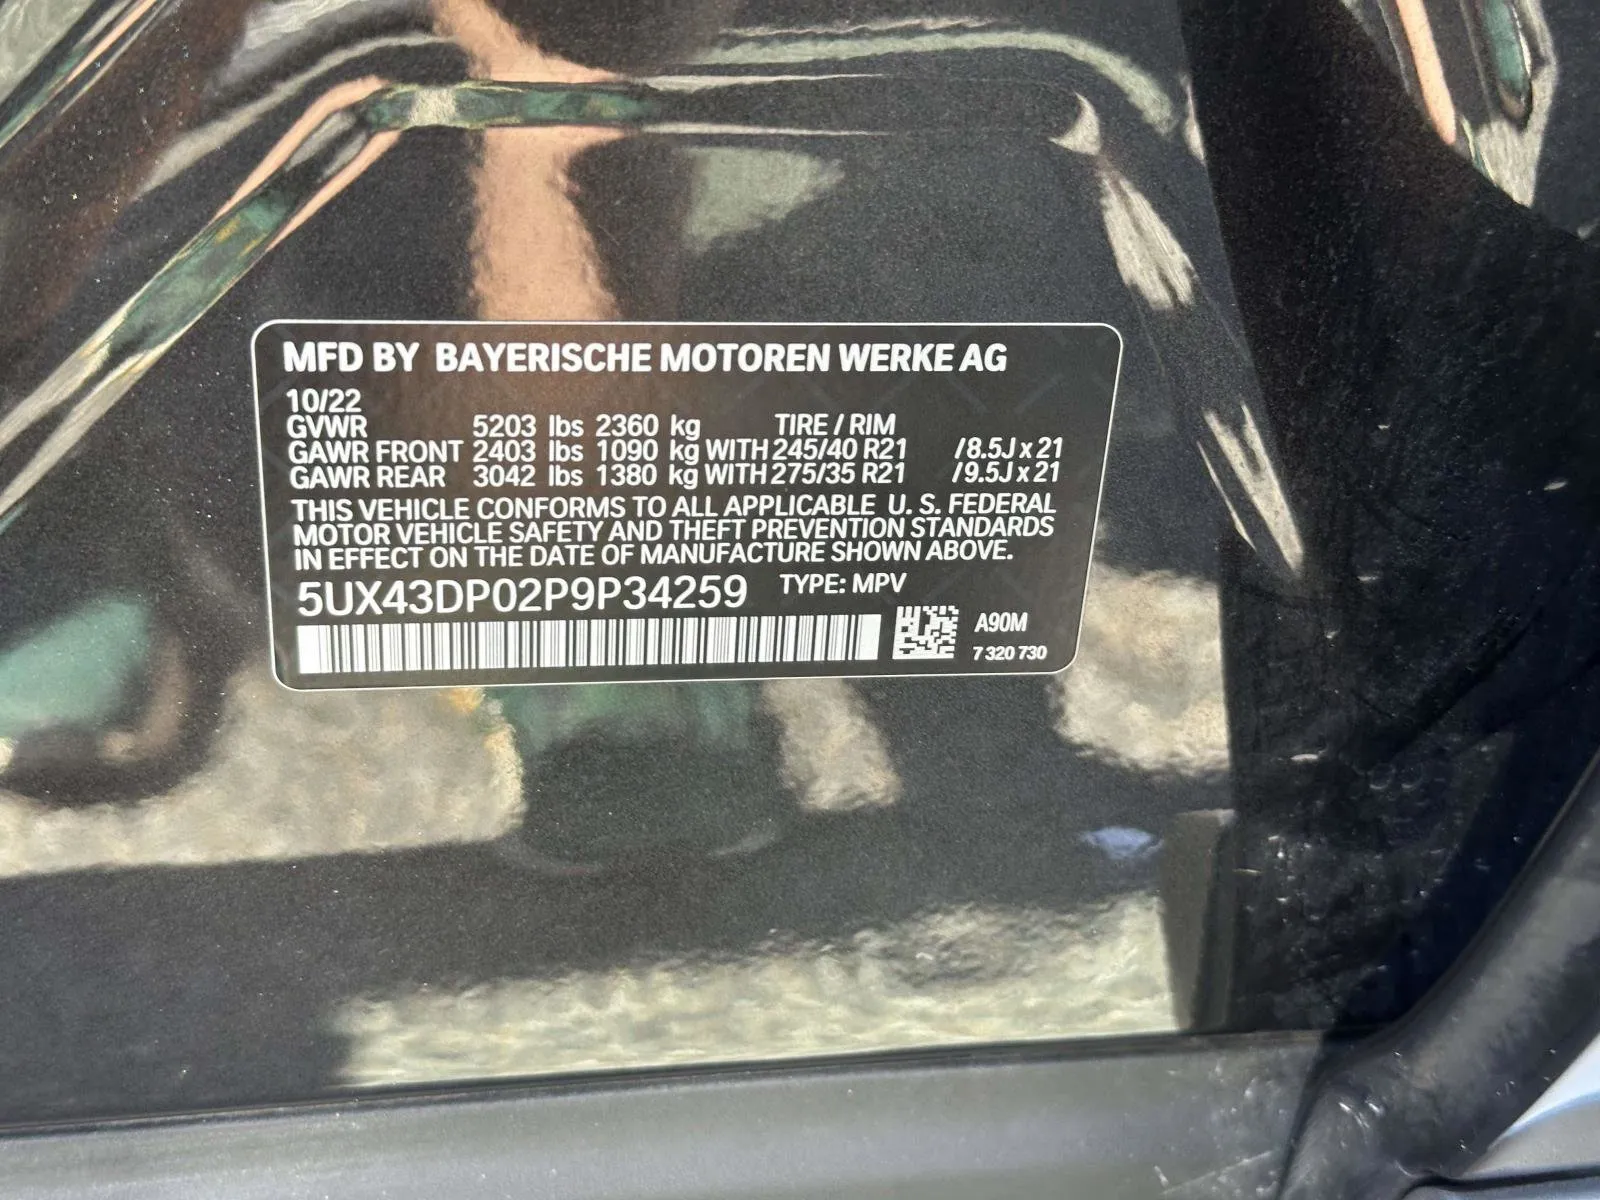 MFD BY BAYERISCHE MOTOREN WERKE AG
10/22
GVWR 5203 lbs 2360 kg TIRE / RIM
GAWR FRONT 2403 lbs 1090 kg WITH 245/40 R21 /8.5J x 21
GAWR REAR 3042 lbs 1380 kg WITH 275/35 R21 /9.5J x 21
THIS VEHICLE CONFORMS TO ALL APPLICABLE U. S. FEDERAL
MOTOR VEHICLE SAFETY AND THEFT PREVENTION STANDARDS
IN EFFECT ON THE DATE OF MANUFACTURE SHOWN ABOVE.
5UX43DP02P9P34259 TYPE: MPV
A90M
7 320 730